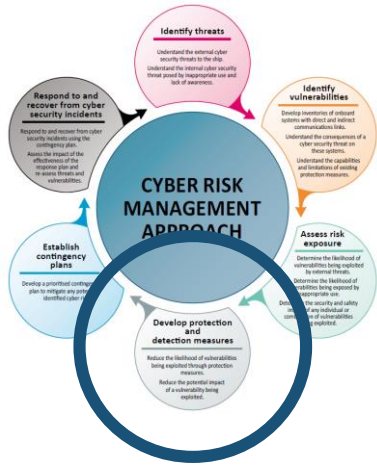 Identify threats
Understand the external cyber
security threats to the ship.
Understand the internal cyber security
threat posed by inappropriate use and
lack of awareness.
Identify
vulnerabilities
Develop inventories of onboard
systems with direct and indirect
communications links.
Understand the consequences of a
cyber security threat on
these systems.
Understand the capabilities
and limitations of existing
protection measures.
Assess risk
exposure
Determine the likelihood of
vulnerabilities being exploited
by external threats.
Determine the likelihood of
being exposed by
inappropriate use.
the security and safety
of any individual or
of vulnerabilities
being exploited.
Develop protection
and
detection measures
Reduce the likelihood of vulnerabilities
being exploited through protection
measures.
Reduce the potential impact
of a vulnerability being
exploited.
Establish
contingency
plans
Develop a prioritised
plan to mitigate any
identified cyber
Respond to and
recover from cyber
security incidents
Respond to and recover from cyber
security incidents using the
contingency plan.
Assess the impact of the
effectiveness of the
response plan and
re-assess threats and
vulnerabilities.
CYBER RISK
MANAGEMENT
APPROACH